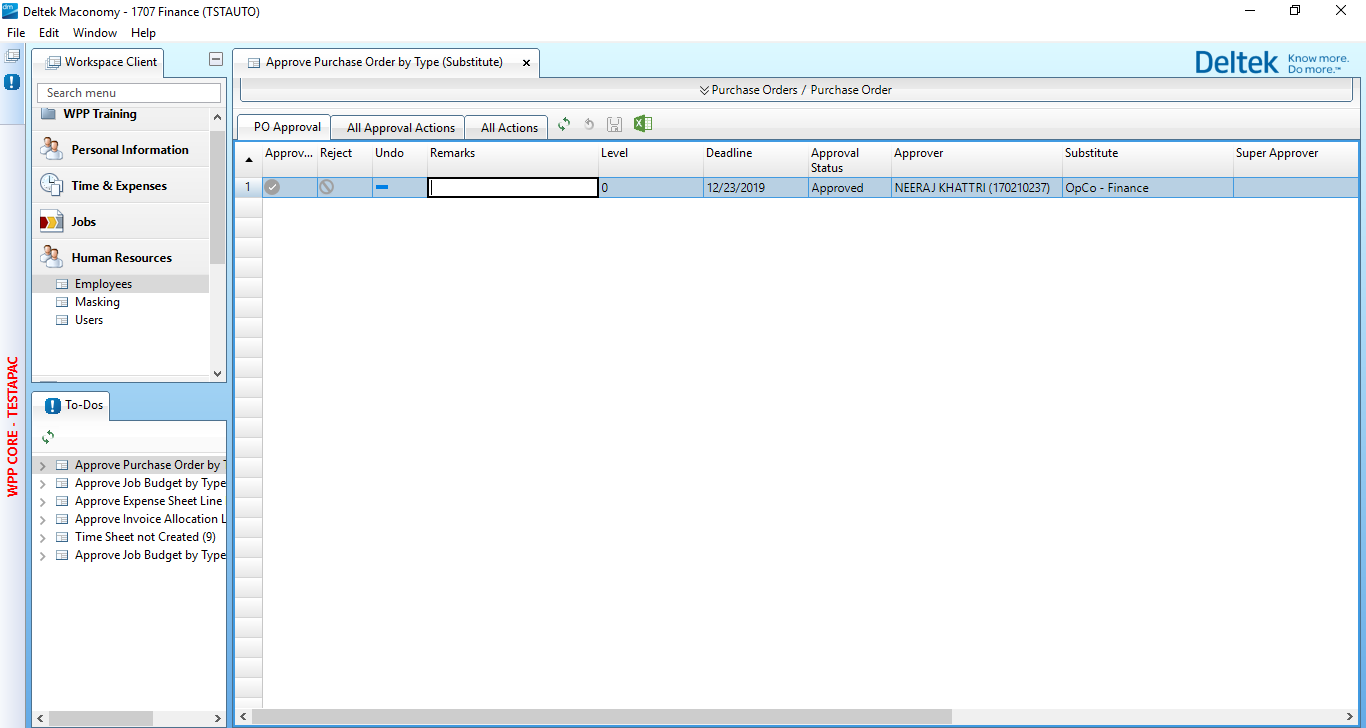 Deltek Maconomy - 1707 Finance (TSTAUTO)
File Edit Window Help
Workspace Client
Search menu
WPP Training
Personal Information
Time & Expenses
Jobs
Human Resources
Employees
Masking
Users
WPP CORE - TESTAPAC
To-Dos
Approve Purchase Order by T
Approve Job Budget by Type
Approve Expense Sheet Line
Approve Invoice Allocation L
Time Sheet not Created (9)
Approve Job Budget by Type
Approve Purchase Order by Type (Substitute)
Deltek Know more.
Do more.™
Purchase Orders / Purchase Order
PO Approval All Approval Actions All Actions
Approv... Reject Undo Remarks Level Deadline Approval Status Approver Substitute Super Approver
1 0 12/23/2019 Approved NEERAJ KHATTRI (170210237) OpCo - Finance